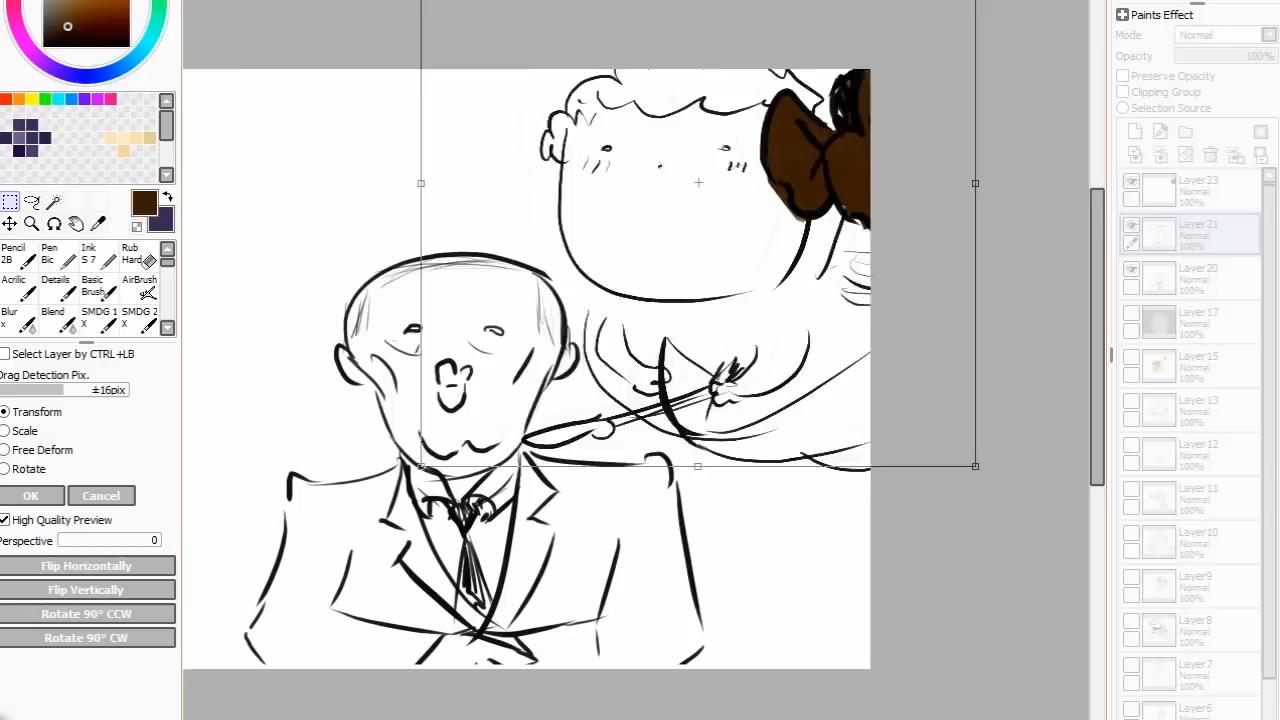 Paints Effect
Mode Normal
Opacity 100%
Preserve Opacity
Clipping Group
Selection Source
Layer23
Normal
100%
Layer21
Normal
100%
Layer20
Normal
100%
Layer17
Normal
100%
Layer15
Normal
100%
Layer13
Normal
100%
Layer12
Normal
100%
Layer11
Normal
100%
Layer10
Normal
100%
Layer9
Normal
100%
Layer8
Normal
100%
Layer7
Normal
100%
Layer6
Normal
Pencil Pen Ink Rub
2B Bic S 7 Hard
Acrilic Details Basic AirBrush
Brush
Blur Blend SMDG 1 SMDG 2
x X X X
Select Layer by CTRL+LB
Drag Detection Pix.
±16pix
Transform
Scale
Free Deform
Rotate
OK Cancel
High Quality Preview
Perspective 0
Flip Horizontally
Flip Vertically
Rotate 90° CCW
Rotate 90° CW